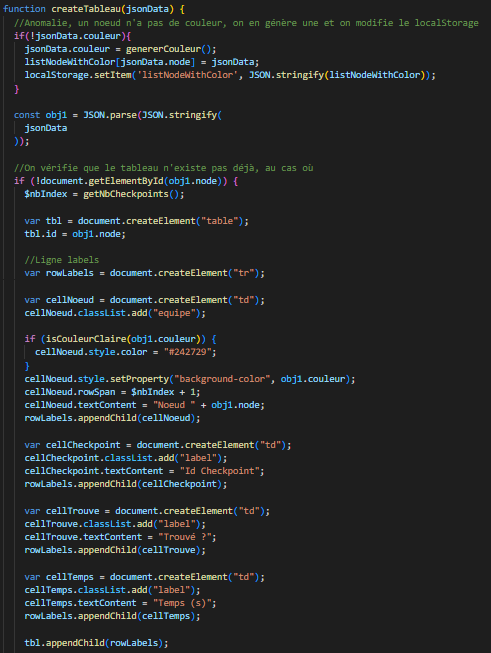 function createTableau(jsonData) {
//Anomalie, un noeud n'a pas de couleur, on en génère une et on modifie le localStorage
if(!jsonData.couleur){
jsonData.couleur = genererCouleur();
listNodeWithColor[jsonData.node] = jsonData;
localStorage.setItem('listNodeWithColor', JSON.stringify(listNodeWithColor));
}
const obj1 = JSON.parse(JSON.stringify(
jsonData
));
//On vérifie que le tableau n'existe pas déjà, au cas où
if (!document.getElementById(obj1.node)) {
$nbIndex = getNbCheckpoints();
var tbl = document.createElement("table");
tbl.id = obj1.node;
//Ligne labels
var rowLabels = document.createElement("tr");
var cellNoeud = document.createElement("td");
cellNoeud.classList.add("equipe");
if (isCouleurClaire(obj1.couleur)) {
cellNoeud.style.color = "#242729";
}
cellNoeud.style.setProperty("background-color", obj1.couleur);
cellNoeud.rowSpan = $nbIndex + 1;
cellNoeud.textContent = "Noeud " + obj1.node;
rowLabels.appendChild(cellNoeud);
var cellCheckpoint = document.createElement("td");
cellCheckpoint.classList.add("label");
cellCheckpoint.textContent = "Id Checkpoint";
rowLabels.appendChild(cellCheckpoint);
var cellTrouve = document.createElement("td");
cellTrouve.classList.add("label");
cellTrouve.textContent = "Trouvé ?";
rowLabels.appendChild(cellTrouve);
var cellTemps = document.createElement("td");
cellTemps.classList.add("label");
cellTemps.textContent = "Temps (s)";
rowLabels.appendChild(cellTemps);
tbl.appendChild(rowLabels);